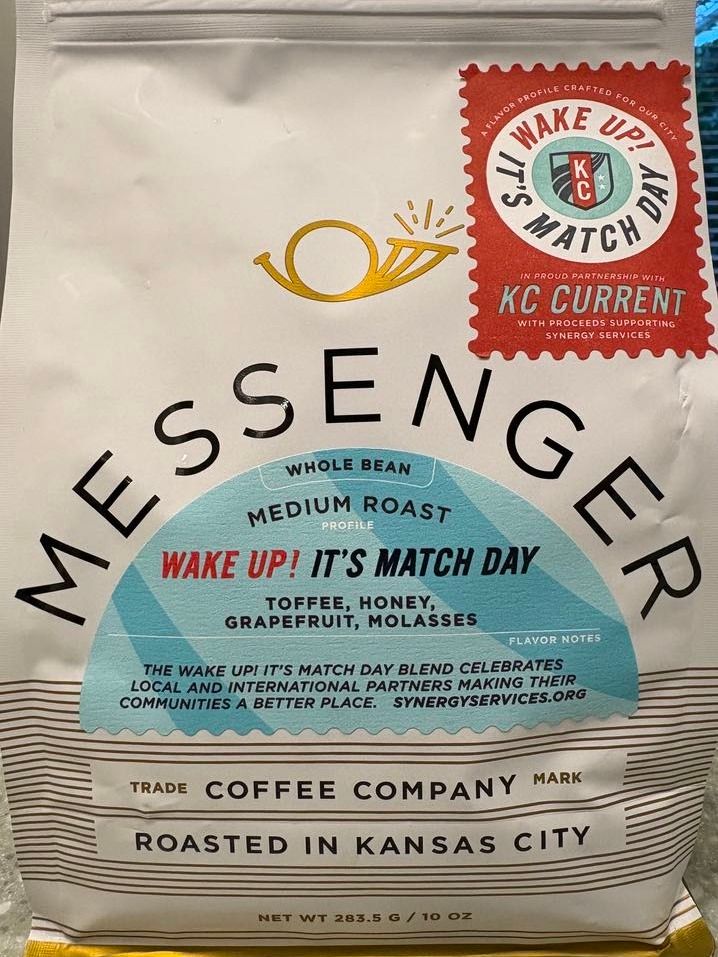 A FLAVOR PROFILE CRAFTED FOR OUR CITY
WAKE UP!
IT'S MATCH DAY
KC
IN PROUD PARTNERSHIP WITH
KC CURRENT
WITH PROCEEDS SUPPORTING
SYNERGY SERVICES
MESSENGER
WHOLE BEAN
MEDIUM ROAST
PROFILE
WAKE UP! IT'S MATCH DAY
TOFFEE, HONEY,
GRAPEFRUIT, MOLASSES
FLAVOR NOTES
THE WAKE UP! IT'S MATCH DAY BLEND CELEBRATES
LOCAL AND INTERNATIONAL PARTNERS MAKING THEIR
COMMUNITIES A BETTER PLACE. SYNERGYSERVICES.ORG
TRADE COFFEE COMPANY MARK
ROASTED IN KANSAS CITY
NET WT 283.5 G / 10 OZ